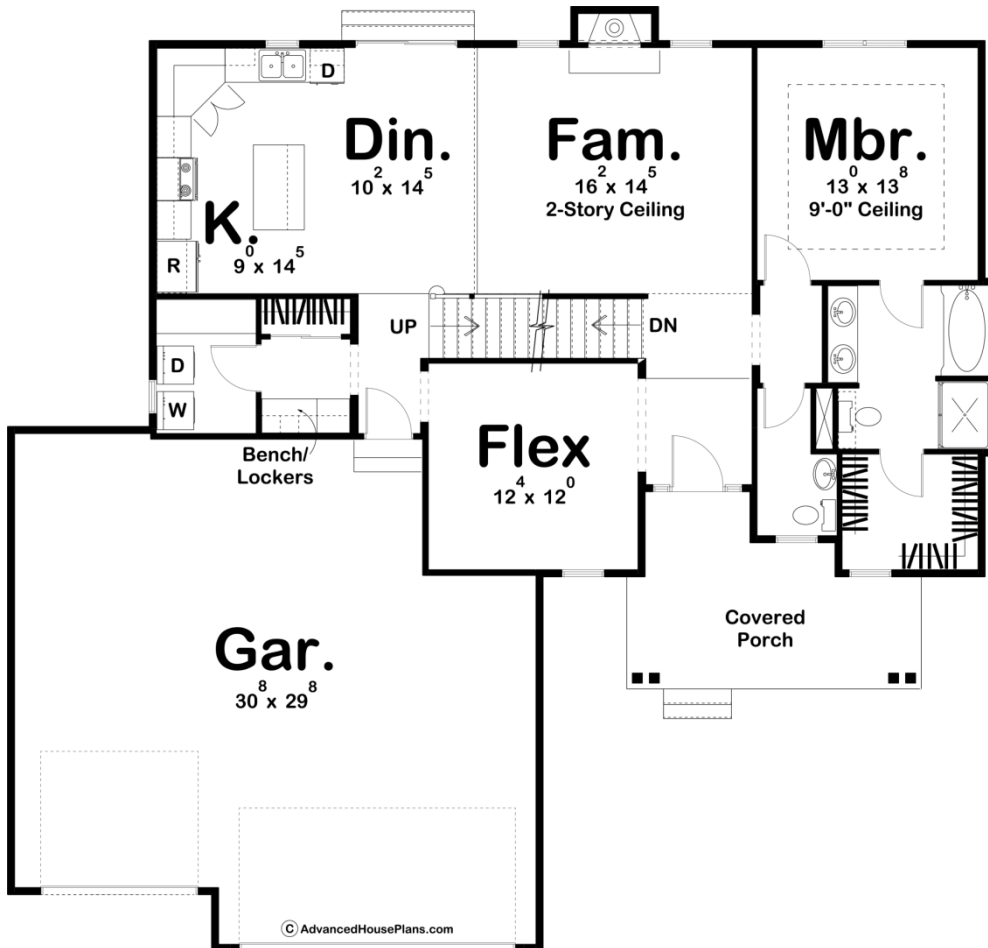 D
Din.
10² x 14⁵
Fam.
16² x 14⁵
2-Story Ceiling
Mbr.
13⁰ x 13⁸
9'-0" Ceiling
K.
9⁰ x 14⁵
R
UP
DN
D
W
Bench/
Lockers
Flex
12⁴ x 12⁰
Covered
Porch
Gar.
30⁸ x 29⁸
© AdvancedHousePlans.com